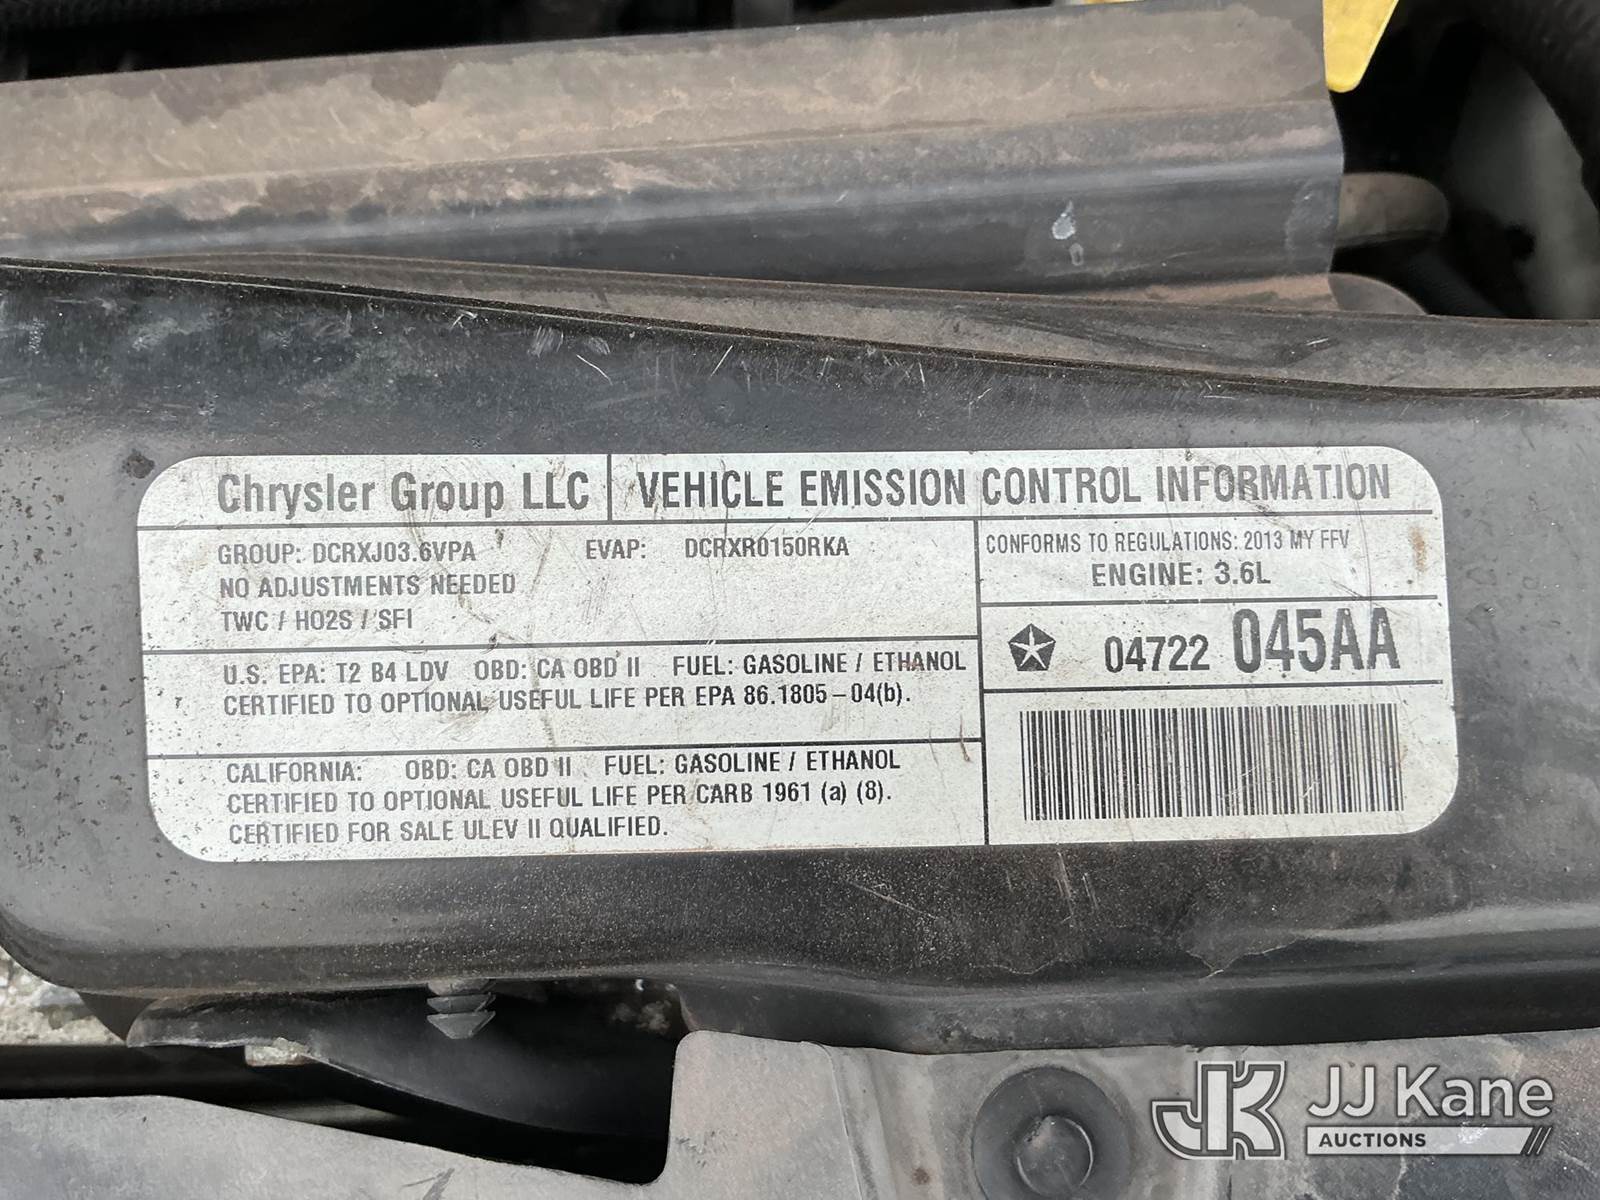 Chrysler Group LLC
VEHICLE EMISSION CONTROL INFORMATION
GROUP: DCRXJ03.6VPA EVAP: DCRXR0150RKA
NO ADJUSTMENTS NEEDED
TWC / HO2S / SFI
CONFORMS TO REGULATIONS: 2013 MY FFV
ENGINE: 3.6L
04722 045AA
U.S. EPA: T2 B4 LDV OBD: CA OBD II FUEL: GASOLINE / ETHANOL
CERTIFIED TO OPTIONAL USEFUL LIFE PER EPA 86.1805-04(b).
CALIFORNIA: OBD: CA OBD II FUEL: GASOLINE / ETHANOL
CERTIFIED TO OPTIONAL USEFUL LIFE PER CARB 1961 (a) (8).
CERTIFIED FOR SALE ULEV II QUALIFIED.
JK JJ Kane
AUCTIONS